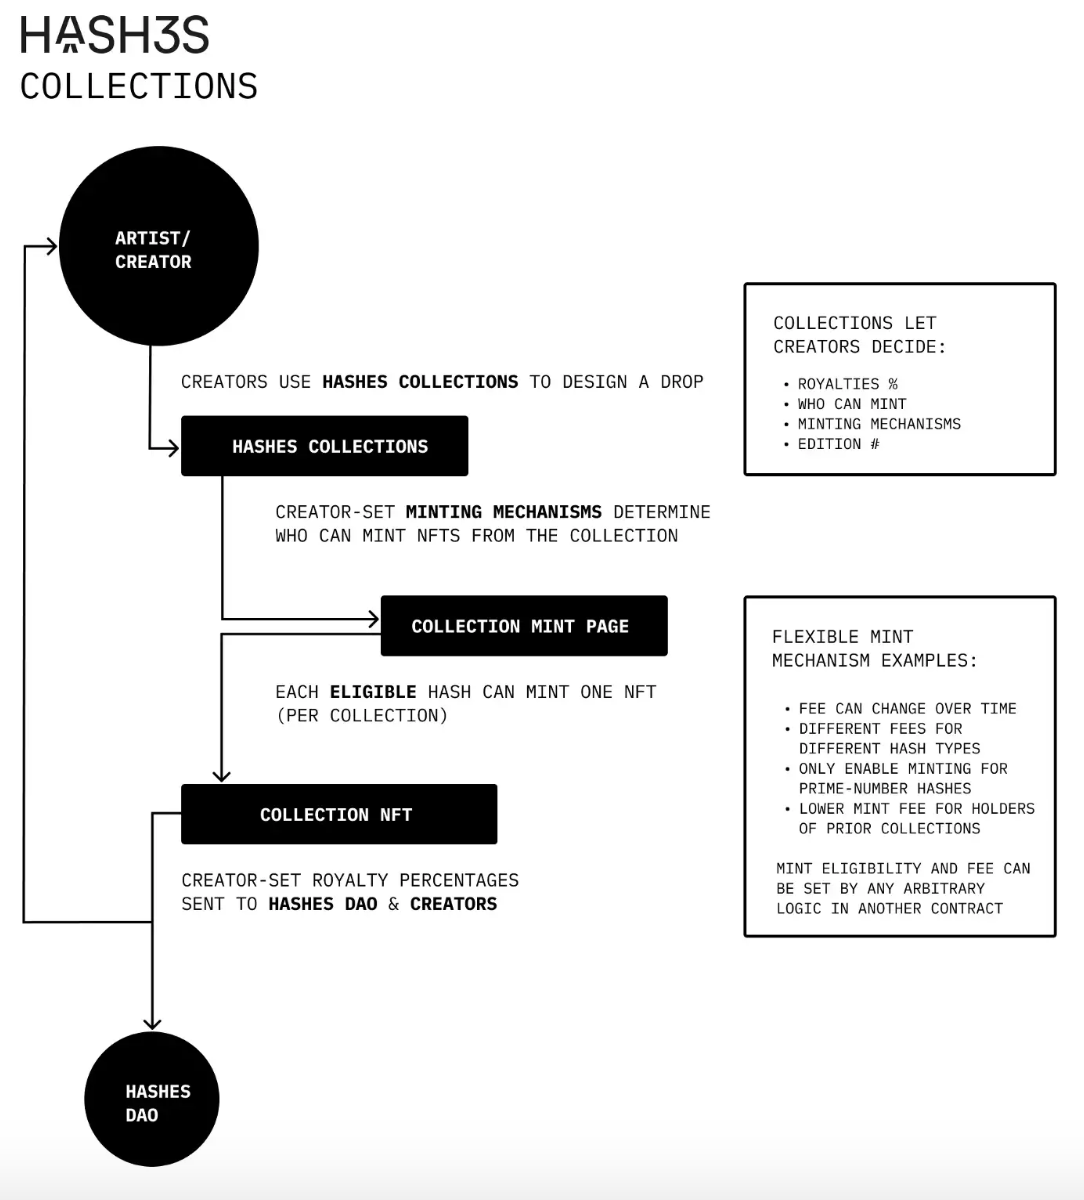 HASH3S
COLLECTIONS
ARTIST/
CREATOR
CREATORS USE HASHES COLLECTIONS TO DESIGN A DROP
HASHES COLLECTIONS
CREATOR-SET MINTING MECHANISMS DETERMINE
WHO CAN MINT NFTS FROM THE COLLECTION
COLLECTION MINT PAGE
EACH ELIGIBLE HASH CAN MINT ONE NFT
(PER COLLECTION)
COLLECTION NFT
CREATOR-SET ROYALTY PERCENTAGES
SENT TO HASHES DAO & CREATORS
HASHES
DAO
COLLECTIONS LET
CREATORS DECIDE:
• ROYALTIES %
• WHO CAN MINT
• MINTING MECHANISMS
• EDITION #
FLEXIBLE MINT
MECHANISM EXAMPLES:
• FEE CAN CHANGE OVER TIME
• DIFFERENT FEES FOR
DIFFERENT HASH TYPES
• ONLY ENABLE MINTING FOR
PRIME-NUMBER HASHES
• LOWER MINT FEE FOR HOLDERS
OF PRIOR COLLECTIONS
MINT ELIGIBILITY AND FEE CAN
BE SET BY ANY ARBITRARY
LOGIC IN ANOTHER CONTRACT